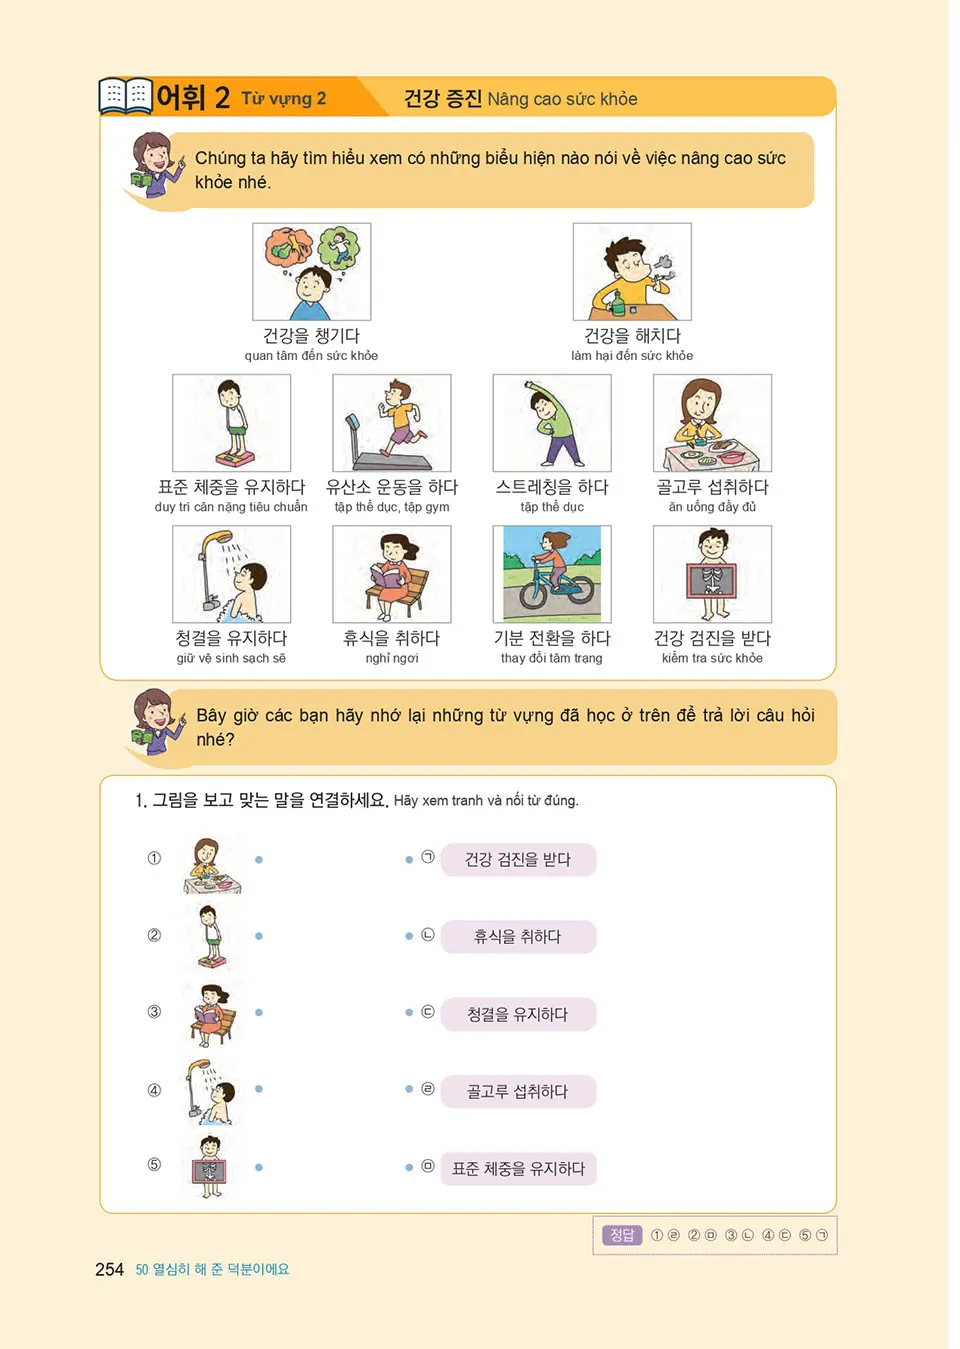 어휘 2 Từ vựng 2 건강 증진 Nâng cao sức khỏe
Chúng ta hãy tìm hiểu xem có những biểu hiện nào nói về việc nâng cao sức
khỏe nhé.
건강을 챙기다 건강을 해치다
quan tâm đến sức khỏe làm hại đến sức khỏe
표준 체중을 유지하다 유산소 운동을 하다 스트레칭을 하다 골고루 섭취하다
duy trì cân nặng tiêu chuẩn tập thể dục, tập gym tập thể dục ăn uống đầy đủ
청결을 유지하다 휴식을 취하다 기분 전환을 하다 건강 검진을 받다
giữ vệ sinh sạch sẽ nghỉ ngơi thay đổi tâm trạng kiểm tra sức khỏe
Bây giờ các bạn hãy nhớ lại những từ vựng đã học ở trên để trả lời câu hỏi
nhé?
1. 그림을 보고 맞는 말을 연결하세요. Hãy xem tranh và nối từ đúng.
① ㉠ 건강 검진을 받다
② ㉡ 휴식을 취하다
③ ㉢ 청결을 유지하다
④ ㉣ 골고루 섭취하다
⑤ ㉤ 표준 체중을 유지하다
정답 ①㉣ ②㉤ ③㉡ ④㉢ ⑤㉠
254 50 열심히 해 준 덕분이에요